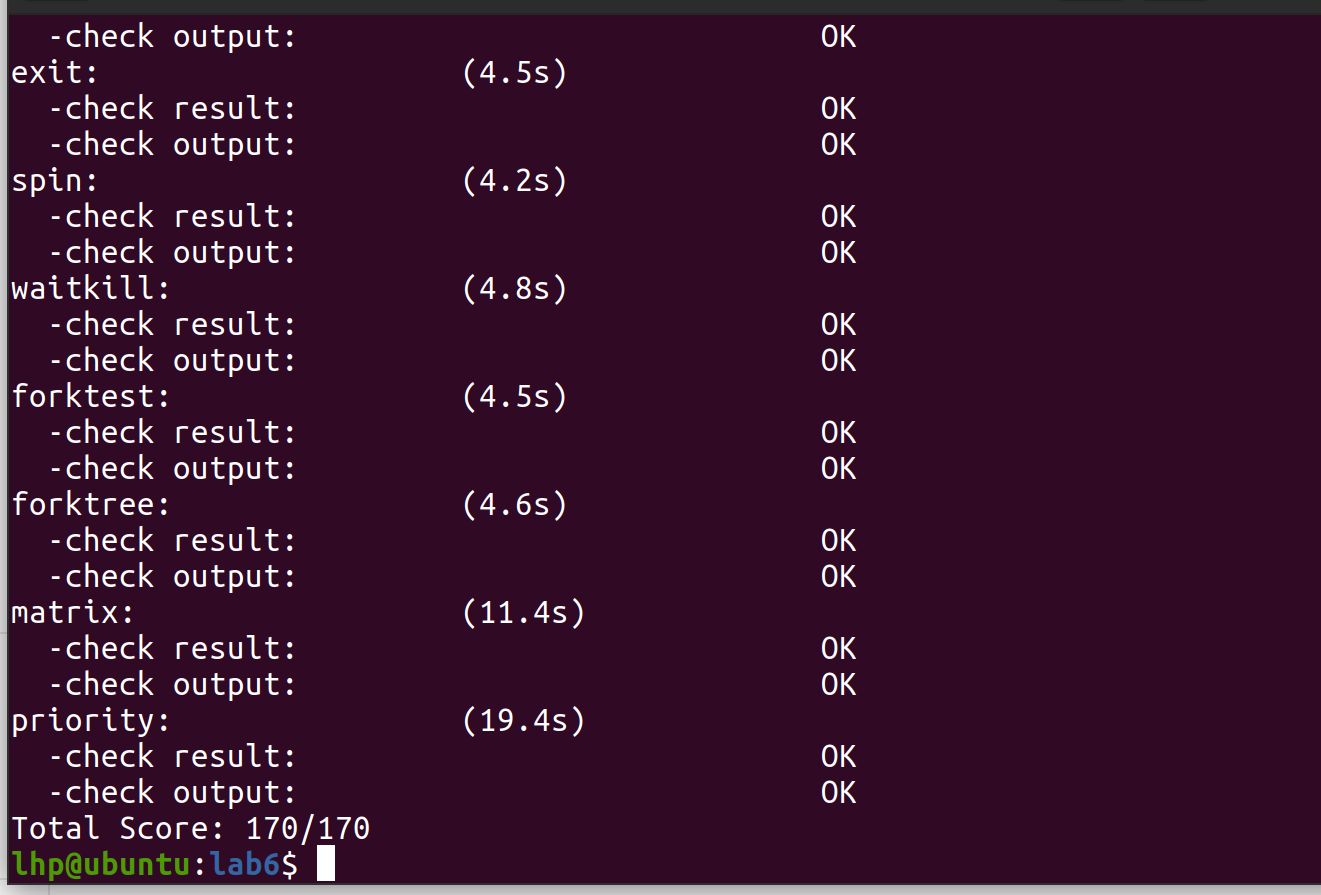 -check output:                             OK
exit:                    (4.5s)
  -check result:                             OK
  -check output:                             OK
spin:                    (4.2s)
  -check result:                             OK
  -check output:                             OK
waitkill:                (4.8s)
  -check result:                             OK
  -check output:                             OK
forktest:                (4.5s)
  -check result:                             OK
  -check output:                             OK
forktree:                (4.6s)
  -check result:                             OK
  -check output:                             OK
matrix:                  (11.4s)
  -check result:                             OK
  -check output:                             OK
priority:                (19.4s)
  -check result:                             OK
  -check output:                             OK
Total Score: 170/170
lhp@ubuntu:lab6$